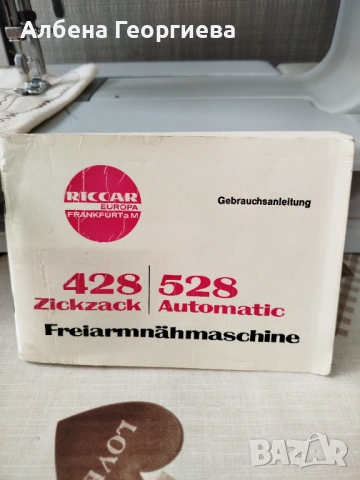 Албена Георгиева
RICCAR
EUROPA
FRANKFURT a M
Gebrauchsanleitung
428 528
Zickzack Automatic
Freiarmnähmaschine
LOVE
BAZAR